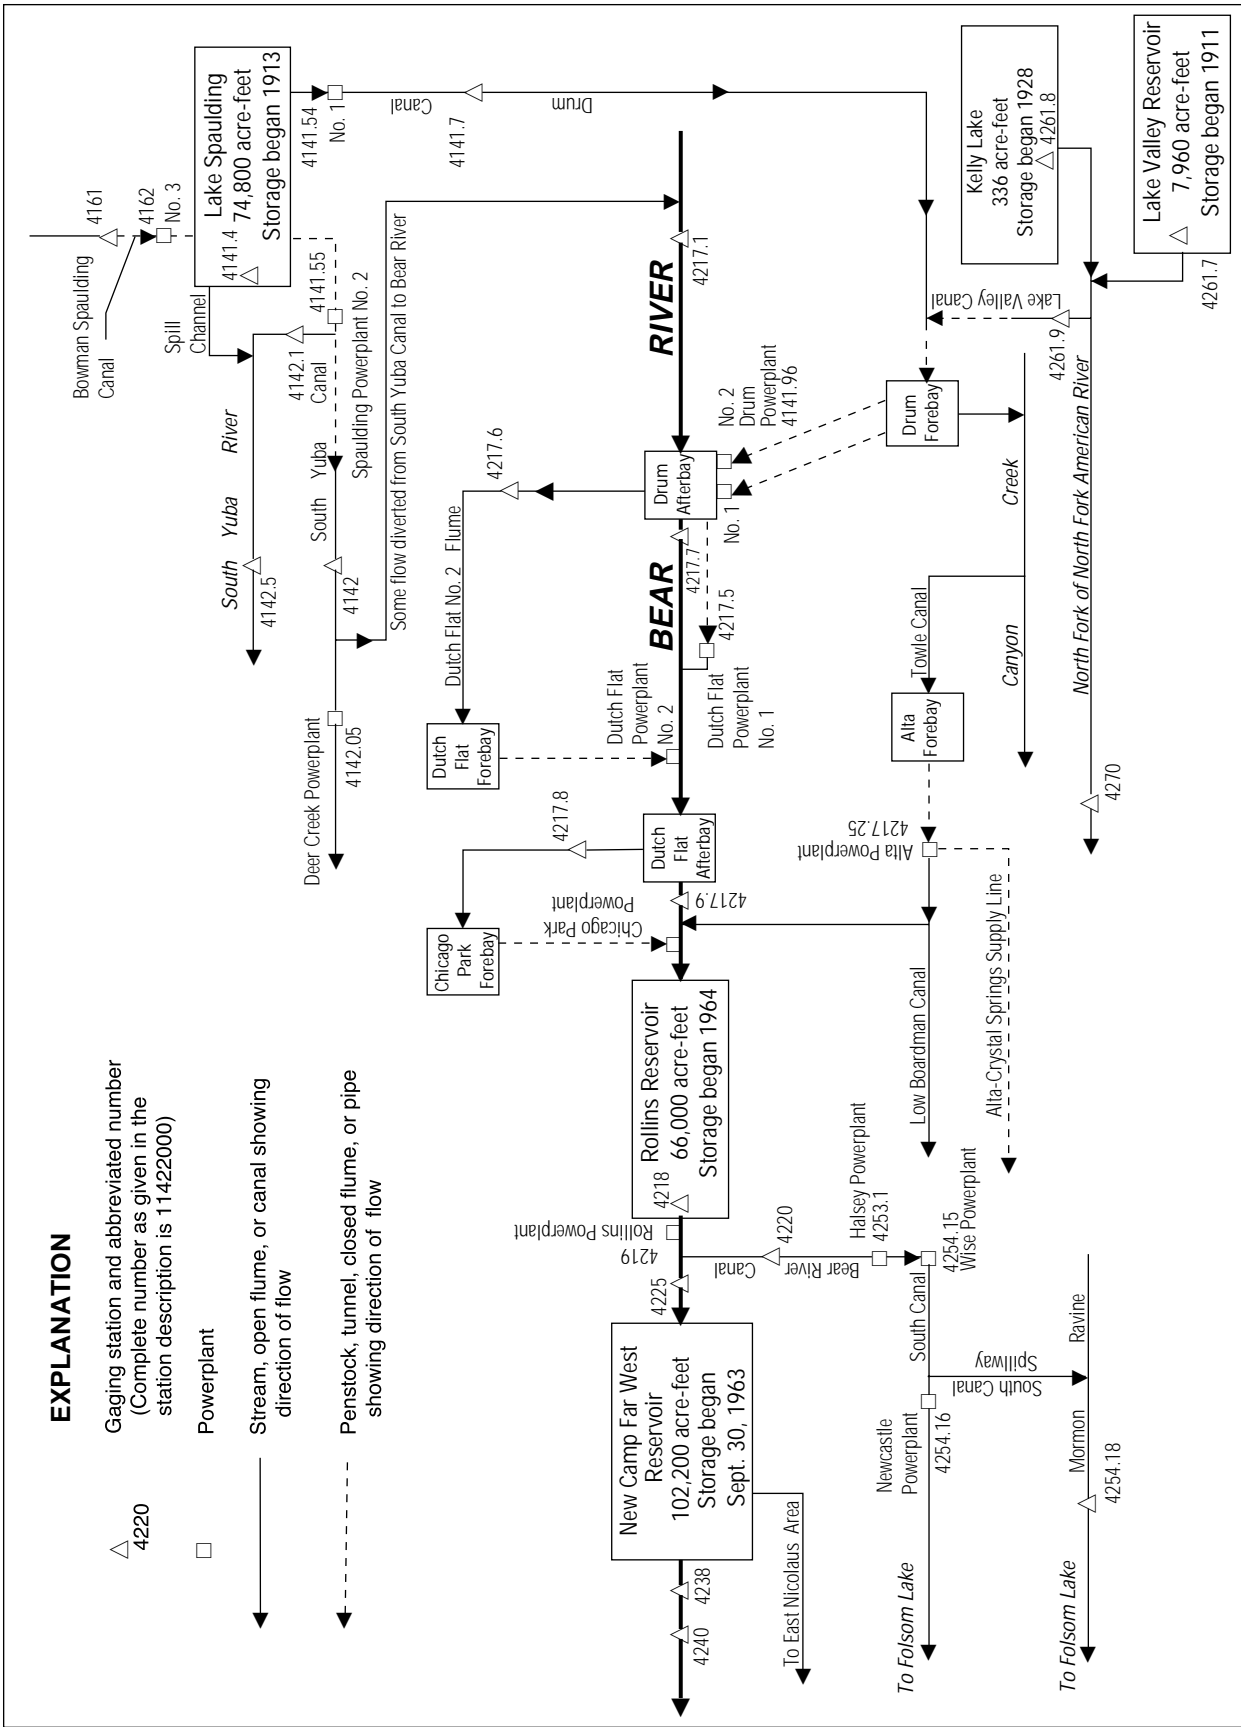 EXPLANATION
4220
Gaging station and abbreviated number
(Complete number as given in the
station description is 11422000)
Powerplant
Stream, open flume, or canal showing
direction of flow
Penstock, tunnel, closed flume, or pipe
showing direction of flow
Bowman Spaulding
Canal
4161
4162
No. 3
Lake Spaulding
74,800 acre-feet
Storage began 1913
4141.4
Spill
Channel
4141.54
No. 1
4141.55
4142.1
Canal
South Yuba River
4142.5
South Yuba
4142
Spaulding Powerplant No. 2
Deer Creek Powerplant
4142.05
Some flow diverted from South Yuba Canal to Bear River
Canal
4141.7
Drum
4217.6
Dutch Flat No. 2 Flume
Dutch
Flat
Forebay
4217.8
Chicago
Park
Forebay
Chicago Park
Powerplant
Dutch Flat
Powerplant
No. 2
BEAR
RIVER
4217.1
Drum
Afterbay
4217.7
4217.5
Dutch Flat
Powerplant
No. 1
No. 1
No. 2
Drum
Powerplant
4141.96
Dutch
Flat
Afterbay
4217.9
Rollins Reservoir
66,000 acre-feet
Storage began 1964
4218
Rollins Powerplant
4219
4225
New Camp Far West
Reservoir
102,200 acre-feet
Storage began
Sept. 30, 1963
4238
4240
To East Nicolaus Area
Canal
Bear River
4220
Halsey Powerplant
4253.1
4254.15
Wise Powerplant
South Canal
Newcastle
Powerplant
4254.16
To Folsom Lake
South Canal
Spillway
Mormon Ravine
4254.18
To Folsom Lake
Drum
Forebay
Lake Valley Canal
4261.9
Kelly Lake
336 acre-feet
Storage began 1928
4261.8
Lake Valley Reservoir
7,960 acre-feet
Storage began 1911
4261.7
Canyon Creek
Towle Canal
Alta
Forebay
4217.25
Alta Powerplant
Low Boardman Canal
Alta-Crystal Springs Supply Line
North Fork of North Fork American River
4270